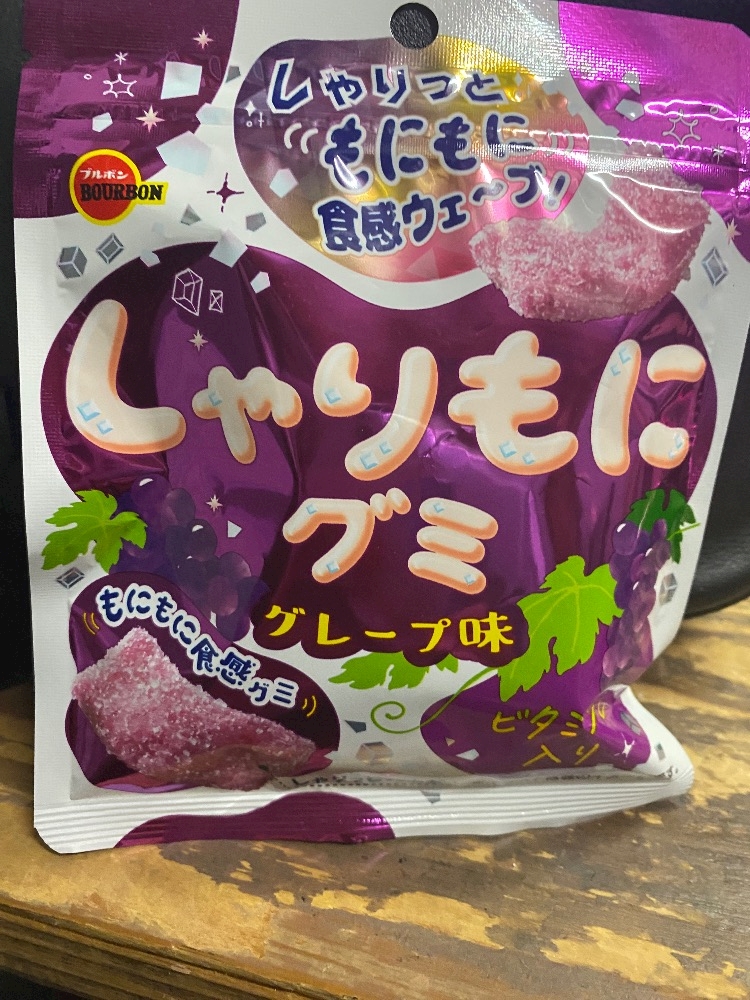 しゃりっと
もにもに
食感ウェ〜ブ!
ブルボン
BOURBON
しゃりもに
グミ
グレープ味
もにもに食感グミ
ビタミ
入り